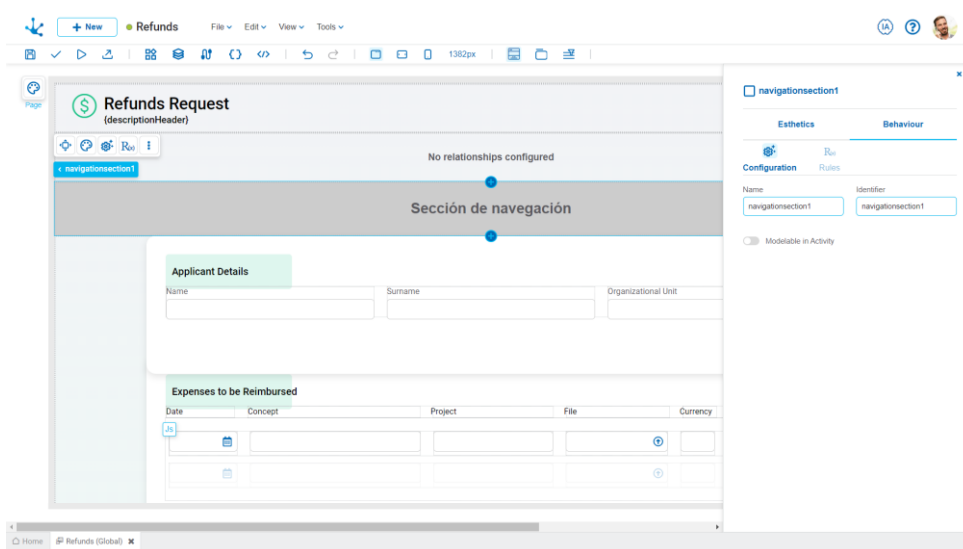 + New
Refunds
File
Edit
View
Tools
IA
?
1382px
Page
$
Refunds Request
{descriptionHeader}
R(x)
No relationships configured
< navigationsection1
Sección de navegación
Applicant Details
Name
Surname
Organizational Unit
Expenses to be Reimbursed
Date
Concept
Project
File
Currency
Js
navigationsection1
Esthetics
Behaviour
R(x)
Configuration
Rules
Name
Identifier
navigationsection1
navigationsection1
Modelable in Activity
Home
Refunds (Global)